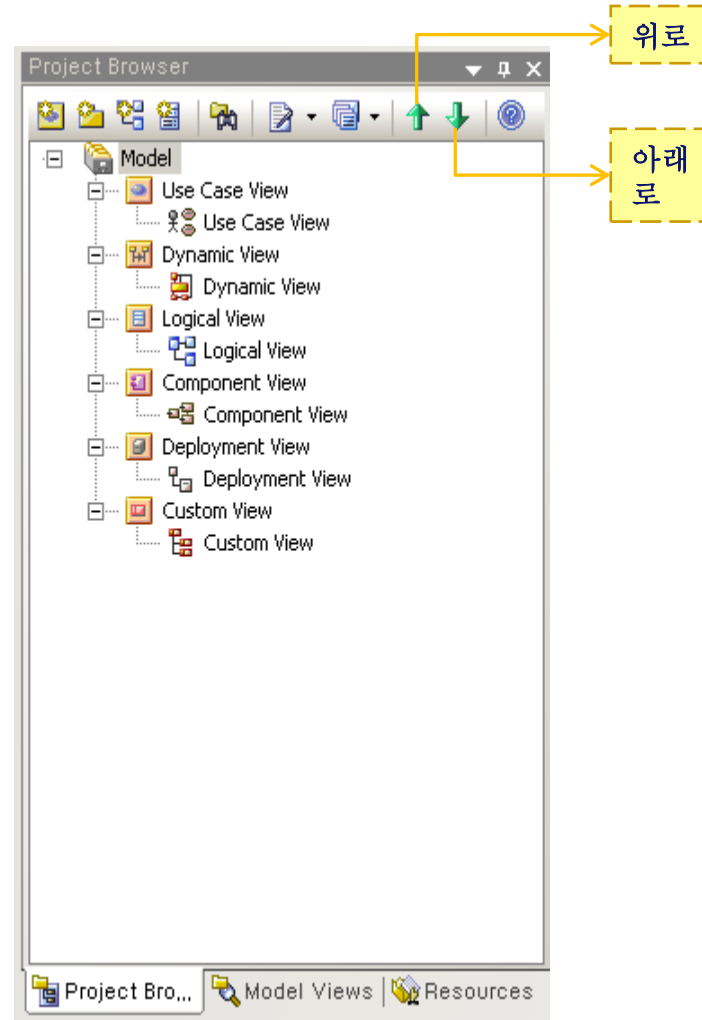 위로
Project Browser
아래
로
Model
Use Case View
Use Case View
Dynamic View
Dynamic View
Logical View
Logical View
Component View
Component View
Deployment View
Deployment View
Custom View
Custom View
Project Bro...
Model Views
Resources